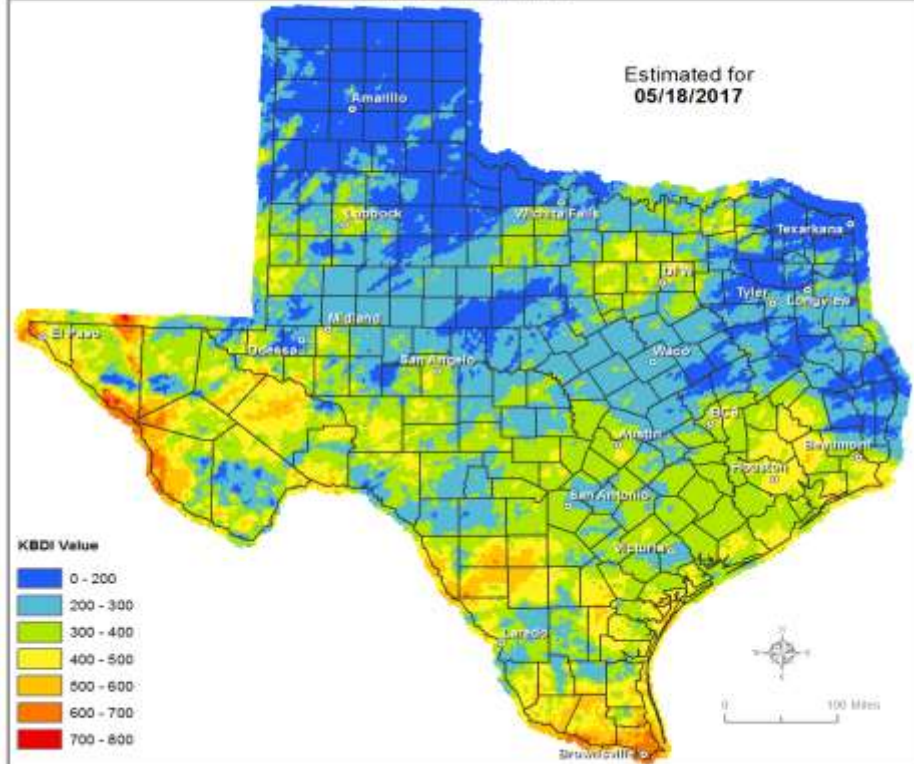 Estimated for
05/18/2017
Amarillo
Lubbock
Wichita Falls
Texarkana
DFW
Tyler
Longview
El Paso
Midland
Odessa
San Angelo
Waco
BCS
Austin
Beaumont
Houston
San Antonio
Victoria
Laredo
Brownsville
KBDI Value
0 - 200
200 - 300
300 - 400
400 - 500
500 - 600
600 - 700
700 - 800
N
W
E
S
0
100 Miles